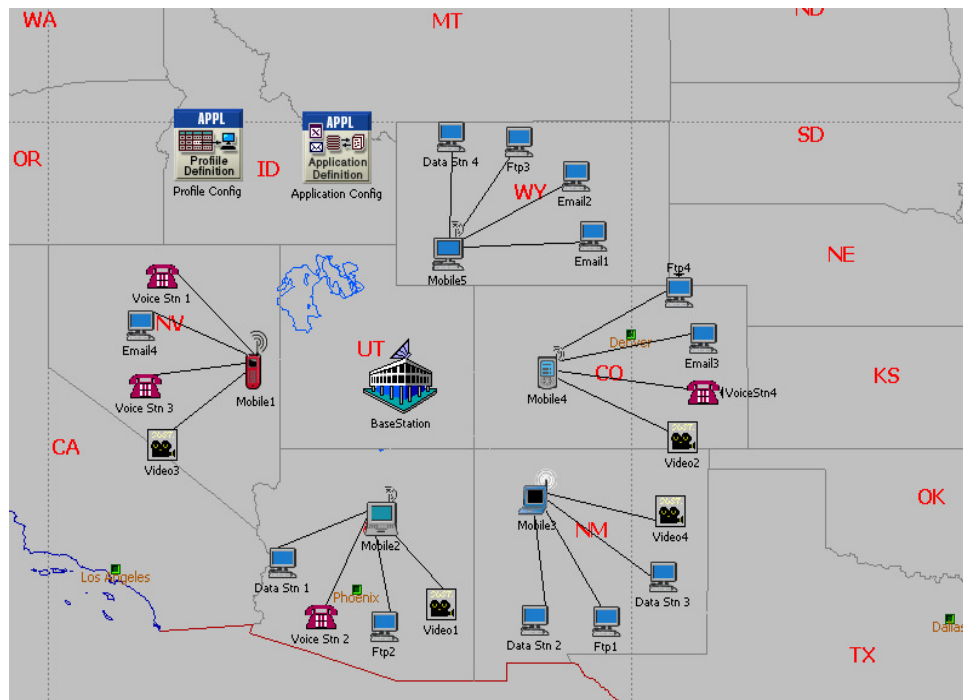 WA
MT
ND
OR
ID
SD
APPL
Profile
Definition
Profile Config
APPL
Application
Definition
Application Config
Data Stn 4
Ftp3
WY
Email2
Email1
Mobile5
NE
Voice Stn 1
NV
Email4
Voice Stn 3
Mobile1
Video3
UT
BaseStation
Ftp4
Denver
Email3
CO
Mobile4
VoiceStn4
Video2
KS
CA
Los Angeles
Mobile2
Data Stn 1
Phoenix
Voice Stn 2
Ftp2
Video1
Mobile3
NM
Video4
Data Stn 3
Data Stn 2
Ftp1
OK
Dallas
TX